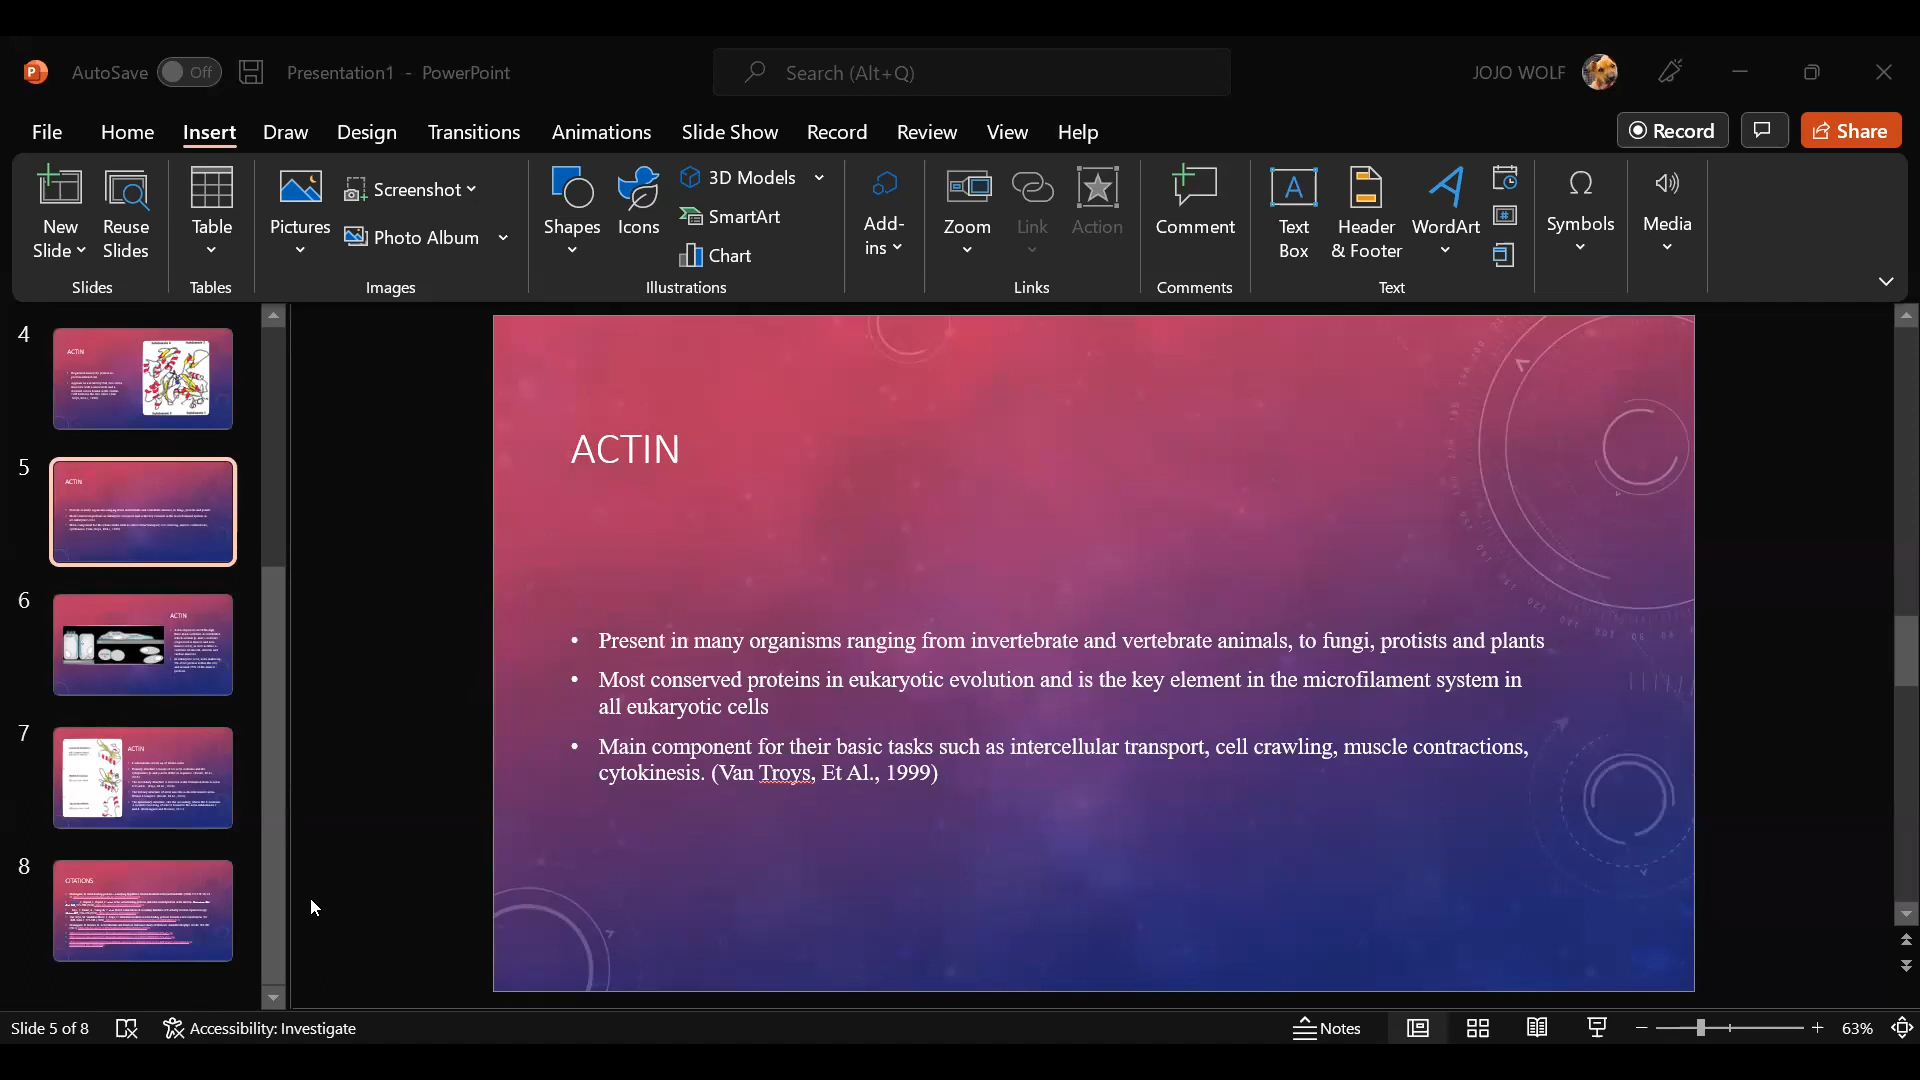 AutoSave Off Presentation1 - PowerPoint Search (Alt+Q) JOJO WOLF
File Home Insert Draw Design Transitions Animations Slide Show Record Review View Help Record Share
New Slide Reuse Slides Table Pictures Screenshot Photo Album Shapes Icons 3D Models SmartArt Chart Add-ins Zoom Link Action Comment Text Box Header & Footer WordArt Symbols Media
Slides Tables Images Illustrations Links Comments Text
4
ACTIN
5
ACTIN
6
ACTIN
7
ACTIN
8
CITATIONS
ACTIN
• Present in many organisms ranging from invertebrate and vertebrate animals, to fungi, protists and plants
• Most conserved proteins in eukaryotic evolution and is the key element in the microfilament system in
all eukaryotic cells
• Main component for their basic tasks such as intercellular transport, cell crawling, muscle contractions,
cytokinesis. (Van Troys, Et Al., 1999)
Slide 5 of 8 Accessibility: Investigate Notes 63%